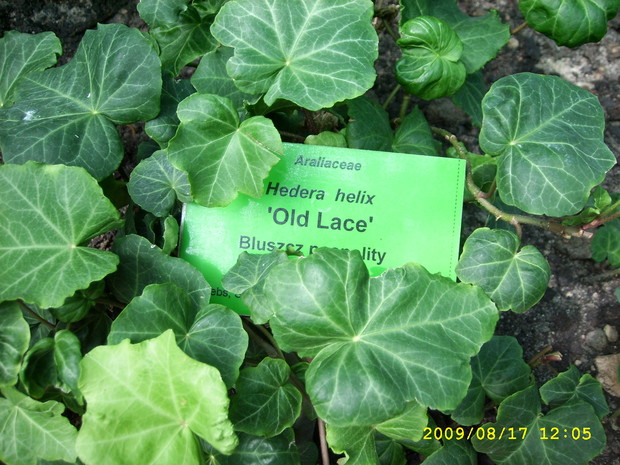 Araliaceae
Hedera helix
'Old Lace'
Bluszcz
2009/08/17 12:05